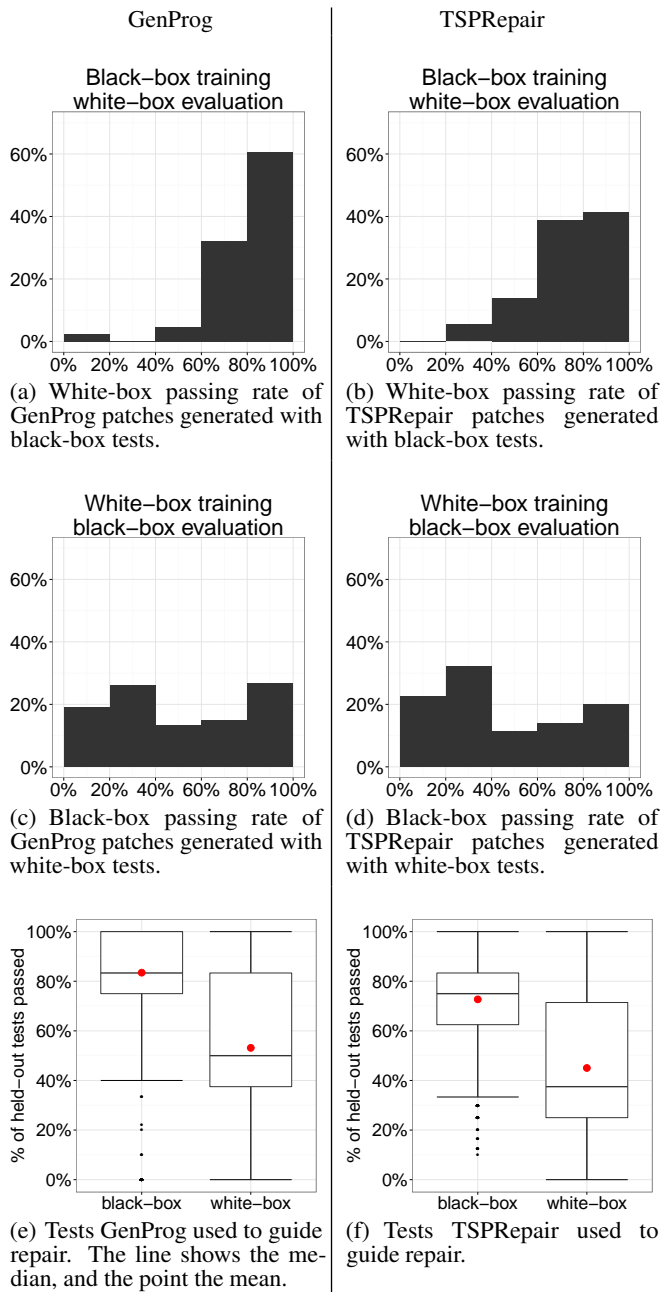 GenProg
TSPRepair
Black−box training
white−box evaluation
60%
40%
20%
0%
0% 20% 40% 60% 80% 100%
(a) White-box passing rate of
GenProg patches generated with
black-box tests.
Black−box training
white−box evaluation
60%
40%
20%
0%
0% 20% 40% 60% 80% 100%
(b) White-box passing rate of
TSPRepair patches generated
with black-box tests.
White−box training
black−box evaluation
60%
40%
20%
0%
0% 20% 40% 60% 80% 100%
(c) Black-box passing rate of
GenProg patches generated with
white-box tests.
White−box training
black−box evaluation
60%
40%
20%
0%
0% 20% 40% 60% 80% 100%
(d) Black-box passing rate of
TSPRepair patches generated
with white-box tests.
% of held−out tests passed
100%
80%
60%
40%
20%
0%
black−box white−box
(e) Tests GenProg used to guide
repair. The line shows the me-
dian, and the point the mean.
% of held−out tests passed
100%
80%
60%
40%
20%
0%
black−box white−box
(f) Tests TSPRepair used to
guide repair.